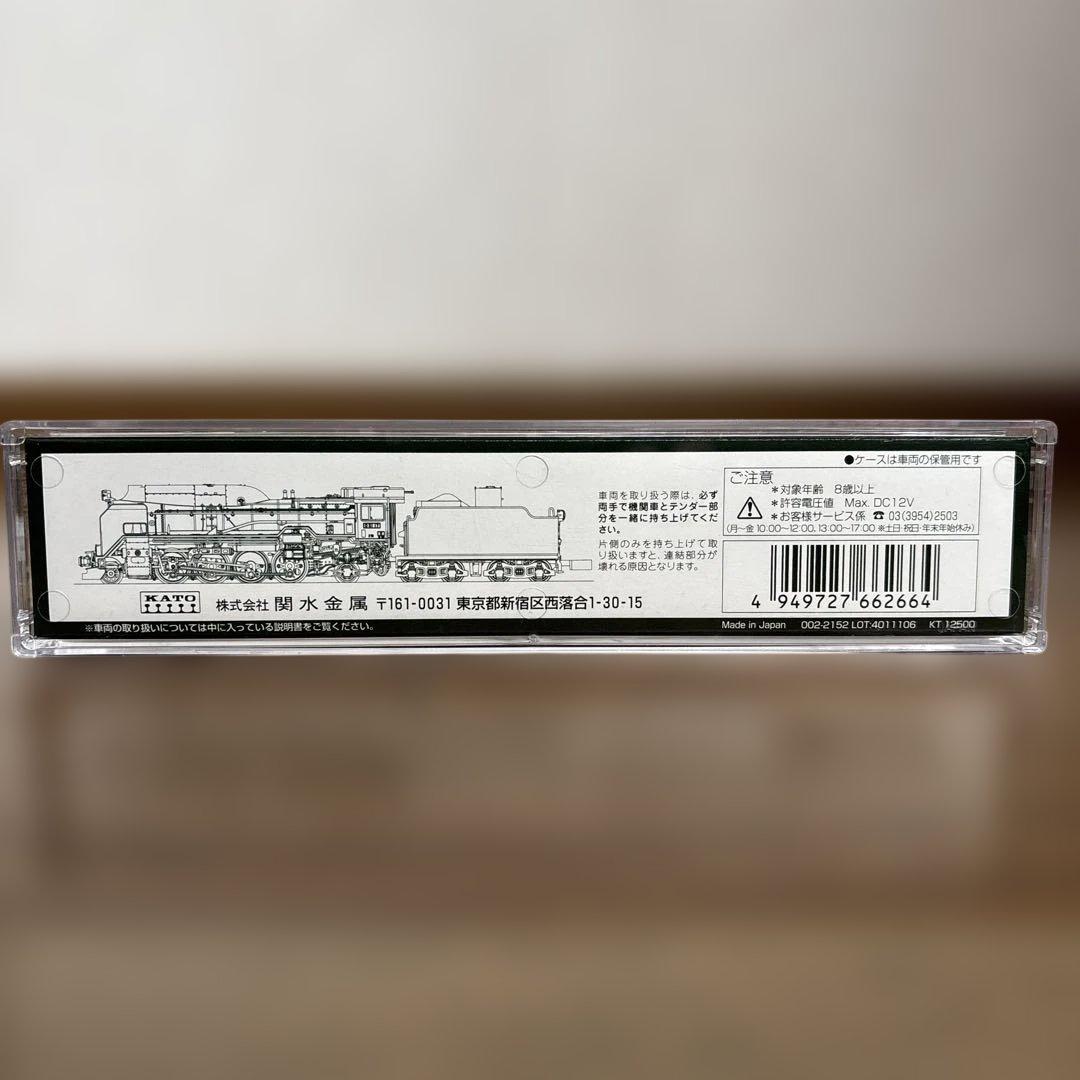 ●ケースは車両の保管用です
車両を取り扱う際は、必ず
両手で機関車とテンダー部
分を一緒に持ち上げてくだ
さい。
片側のみを持ち上げて取
り扱いますと、連結部分が
壊れる原因となります。
ご注意
*対象年齢 8歳以上
*許容電圧値 Max. DC12V
*お客様サービス係 ☎ 03(3954)2503
(月〜金 10:00〜12:00, 13:00〜17:00 ※土日・祝日・年末年始休み)
4 949727 662664
KATO
株式会社 関水金属 〒161-0031 東京都新宿区西落合1-30-15
※車両の取り扱いについては中に入っている説明書をご覧ください。
Made in Japan 002-2152 LOT:4011106 KT 12500